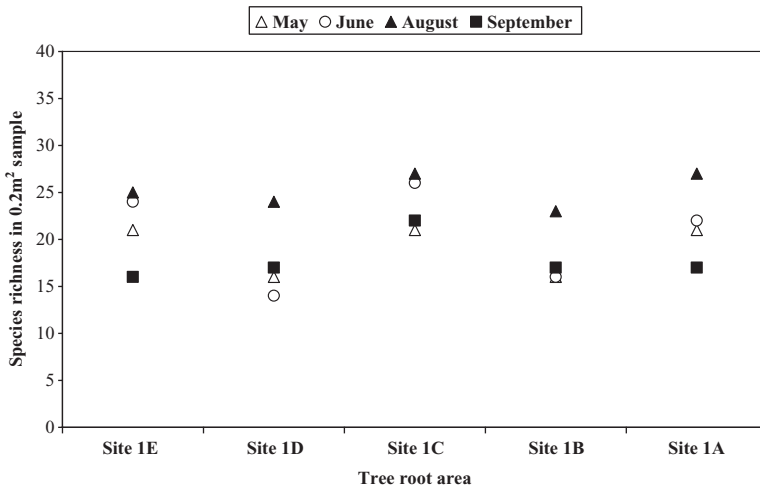 May June August September
40
35
30
25
20
15
10
5
0
Species richness in 0.2m² sample
Site 1E Site 1D Site 1C Site 1B Site 1A
Tree root area